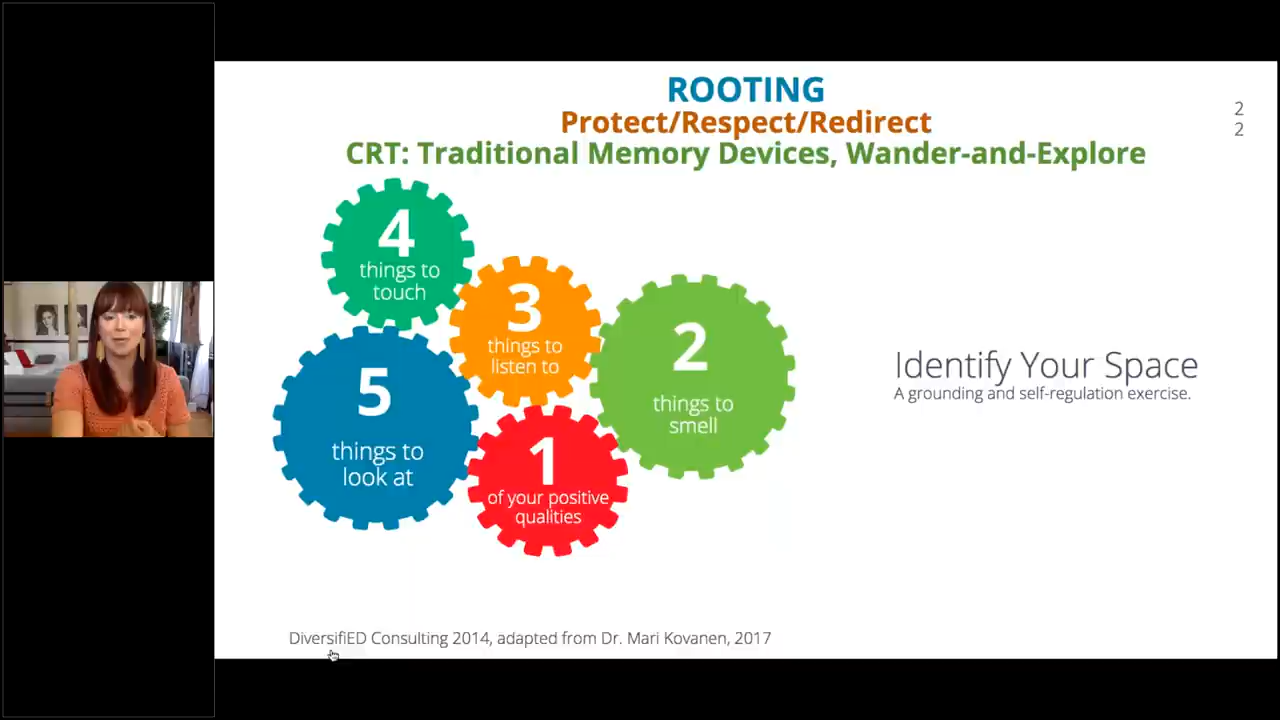 ROOTING
Protect/Respect/Redirect
CRT: Traditional Memory Devices, Wander-and-Explore
2
2
4
things to
touch
3
things to
listen to
2
things to
smell
5
things to
look at
1
of your positive
qualities
Identify Your Space
A grounding and self-regulation exercise.
DiversifiED Consulting 2014, adapted from Dr. Mari Kovanen, 2017